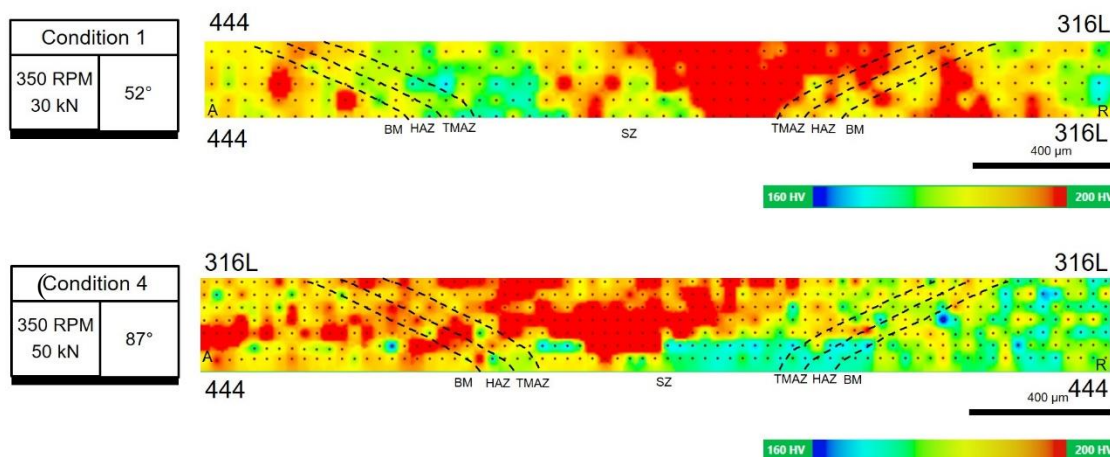 Condition 1
350 RPM
30 kN
52°
444
316L
A
R
BM HAZ TMAZ
SZ
TMAZ HAZ BM
444
316L
400 µm
160 HV
200 HV
(Condition 4
350 RPM
50 kN
87°
316L
316L
A
R
BM HAZ TMAZ
SZ
TMAZ HAZ BM
444
444
400 µm
160 HV
200 HV